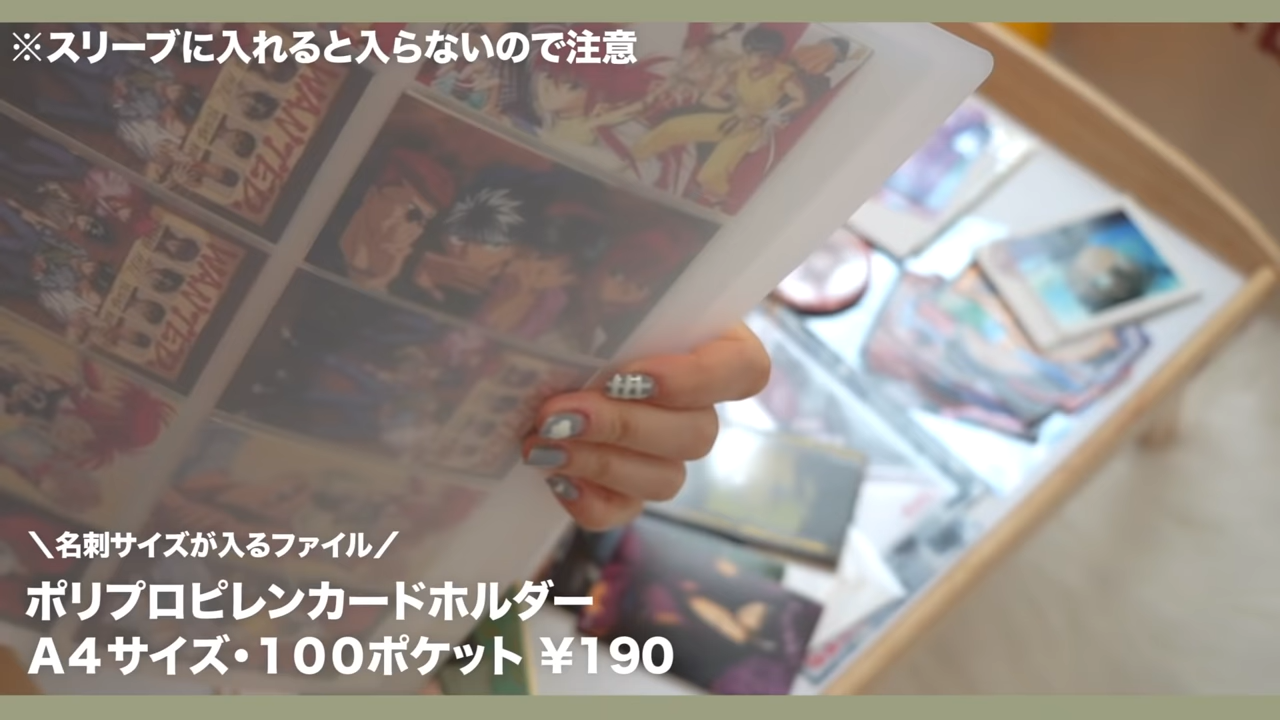 ※スリーブに入れると入らないので注意
WANTED
WANTED
＼名刺サイズが入るファイル／
ポリプロピレンカードホルダー
A4サイズ・100ポケット ¥190